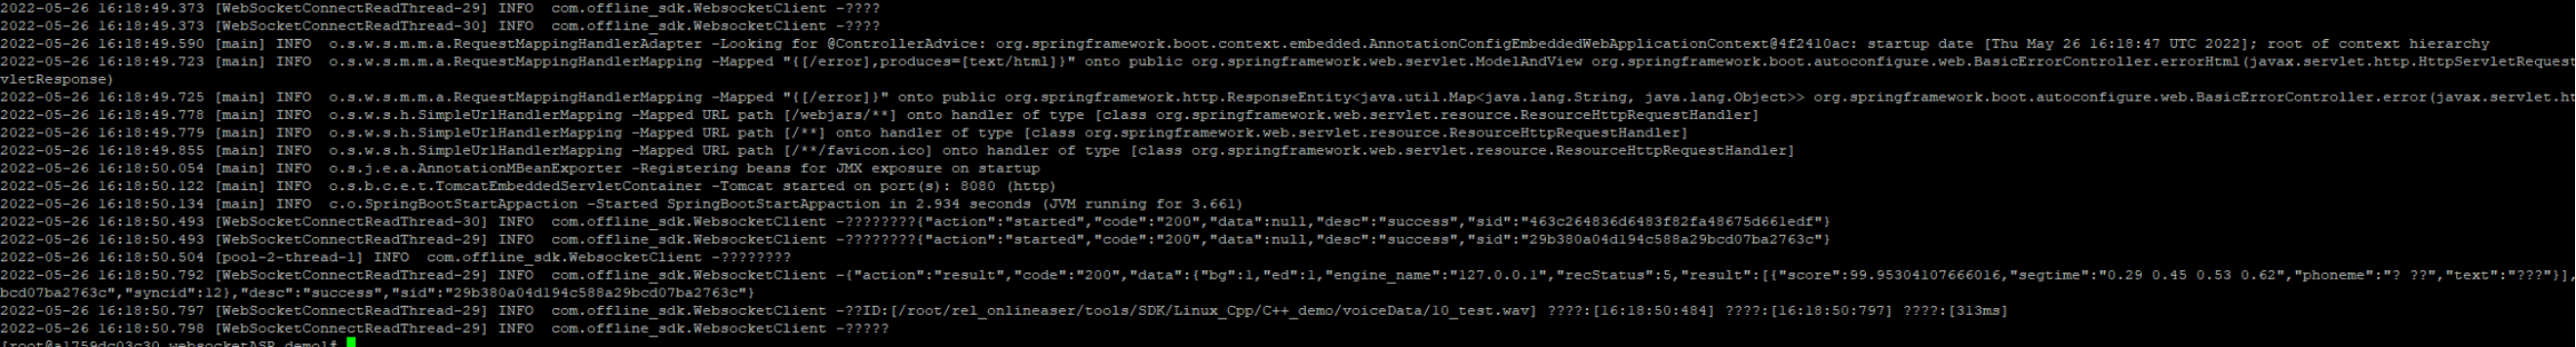 2022-05-26 16:18:49.373 [WebSocketConnectReadThread-29] INFO  com.offline_sdk.WebsocketClient -????
2022-05-26 16:18:49.373 [WebSocketConnectReadThread-30] INFO  com.offline_sdk.WebsocketClient -????
2022-05-26 16:18:49.590 [main] INFO  o.s.w.s.m.m.a.RequestMappingHandlerAdapter -Looking for @ControllerAdvice: org.springframework.boot.context.embedded.AnnotationConfigEmbeddedWebApplicationContext@4f2410ac: startup date [Thu May 26 16:18:47 UTC 2022]; root of context hierarchy
2022-05-26 16:18:49.723 [main] INFO  o.s.w.s.m.m.a.RequestMappingHandlerMapping -Mapped "{[/error],produces=[text/html]}" onto public org.springframework.web.servlet.ModelAndView org.springframework.boot.autoconfigure.web.BasicErrorController.errorHtml(javax.servlet.http.HttpServletRequest
vletResponse)
2022-05-26 16:18:49.725 [main] INFO  o.s.w.s.m.m.a.RequestMappingHandlerMapping -Mapped "{[/error]}" onto public org.springframework.http.ResponseEntity<java.util.Map<java.lang.String, java.lang.Object>> org.springframework.boot.autoconfigure.web.BasicErrorController.error(javax.servlet.ht
2022-05-26 16:18:49.778 [main] INFO  o.s.w.s.h.SimpleUrlHandlerMapping -Mapped URL path [/webjars/**] onto handler of type [class org.springframework.web.servlet.resource.ResourceHttpRequestHandler]
2022-05-26 16:18:49.779 [main] INFO  o.s.w.s.h.SimpleUrlHandlerMapping -Mapped URL path [/**] onto handler of type [class org.springframework.web.servlet.resource.ResourceHttpRequestHandler]
2022-05-26 16:18:49.855 [main] INFO  o.s.w.s.h.SimpleUrlHandlerMapping -Mapped URL path [/**/favicon.ico] onto handler of type [class org.springframework.web.servlet.resource.ResourceHttpRequestHandler]
2022-05-26 16:18:50.054 [main] INFO  o.s.j.e.a.AnnotationMBeanExporter -Registering beans for JMX exposure on startup
2022-05-26 16:18:50.122 [main] INFO  o.s.b.c.e.t.TomcatEmbeddedServletContainer -Tomcat started on port(s): 8080 (http)
2022-05-26 16:18:50.134 [main] INFO  c.o.SpringBootStartAppaction -Started SpringBootStartAppaction in 2.934 seconds (JVM running for 3.661)
2022-05-26 16:18:50.493 [WebSocketConnectReadThread-30] INFO  com.offline_sdk.WebsocketClient -????????{"action":"started","code":"200","data":null,"desc":"success","sid":"463c264836d6483f82fa48675d661edf"}
2022-05-26 16:18:50.493 [WebSocketConnectReadThread-29] INFO  com.offline_sdk.WebsocketClient -????????{"action":"started","code":"200","data":null,"desc":"success","sid":"29b380a04d194c588a29bcd07ba2763c"}
2022-05-26 16:18:50.504 [pool-2-thread-1] INFO  com.offline_sdk.WebsocketClient -????????
2022-05-26 16:18:50.792 [WebSocketConnectReadThread-29] INFO  com.offline_sdk.WebsocketClient -{"action":"result","code":"200","data":{"bg":1,"ed":1,"engine_name":"127.0.0.1","recStatus":5,"result":[{"score":99.95304107666016,"segtime":"0.29 0.45 0.53 0.62","phoneme":"? ??","text":"???"}],
bcd07ba2763c","syncid":12},"desc":"success","sid":"29b380a04d194c588a29bcd07ba2763c"}
2022-05-26 16:18:50.797 [WebSocketConnectReadThread-29] INFO  com.offline_sdk.WebsocketClient -??ID:[/root/rel_onlineaser/tools/SDK/Linux_Cpp/C++_demo/voiceData/10_test.wav] ????:[16:18:50:484] ????:[16:18:50:797] ????:[313ms]
2022-05-26 16:18:50.798 [WebSocketConnectReadThread-29] INFO  com.offline_sdk.WebsocketClient -?????
[root@a1759dc03c30 websocketASR_demo]#